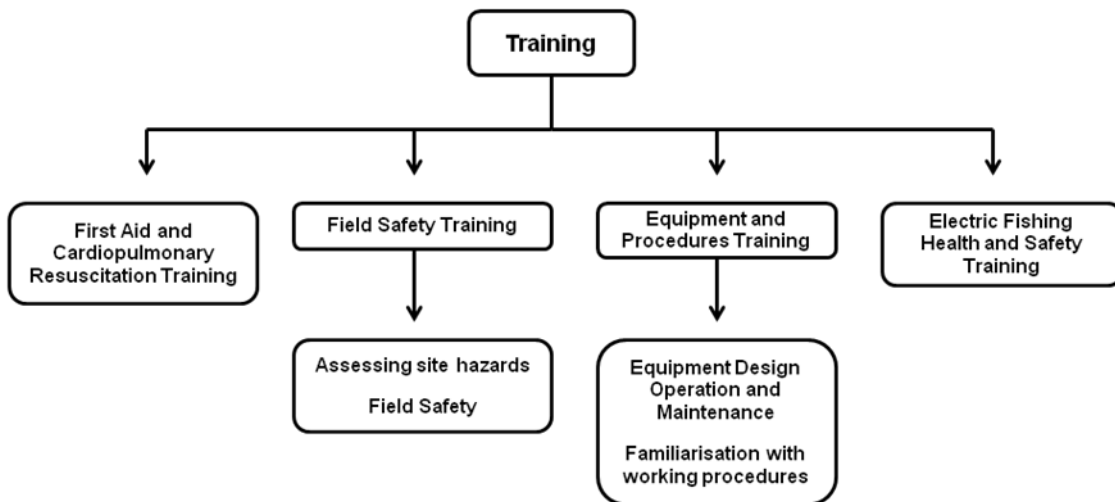 Training
First Aid and
Cardiopulmonary
Resuscitation Training
Field Safety Training
Equipment and
Procedures Training
Electric Fishing
Health and Safety
Training
Assessing site hazards
Field Safety
Equipment Design
Operation and
Maintenance
Familiarisation with
working procedures